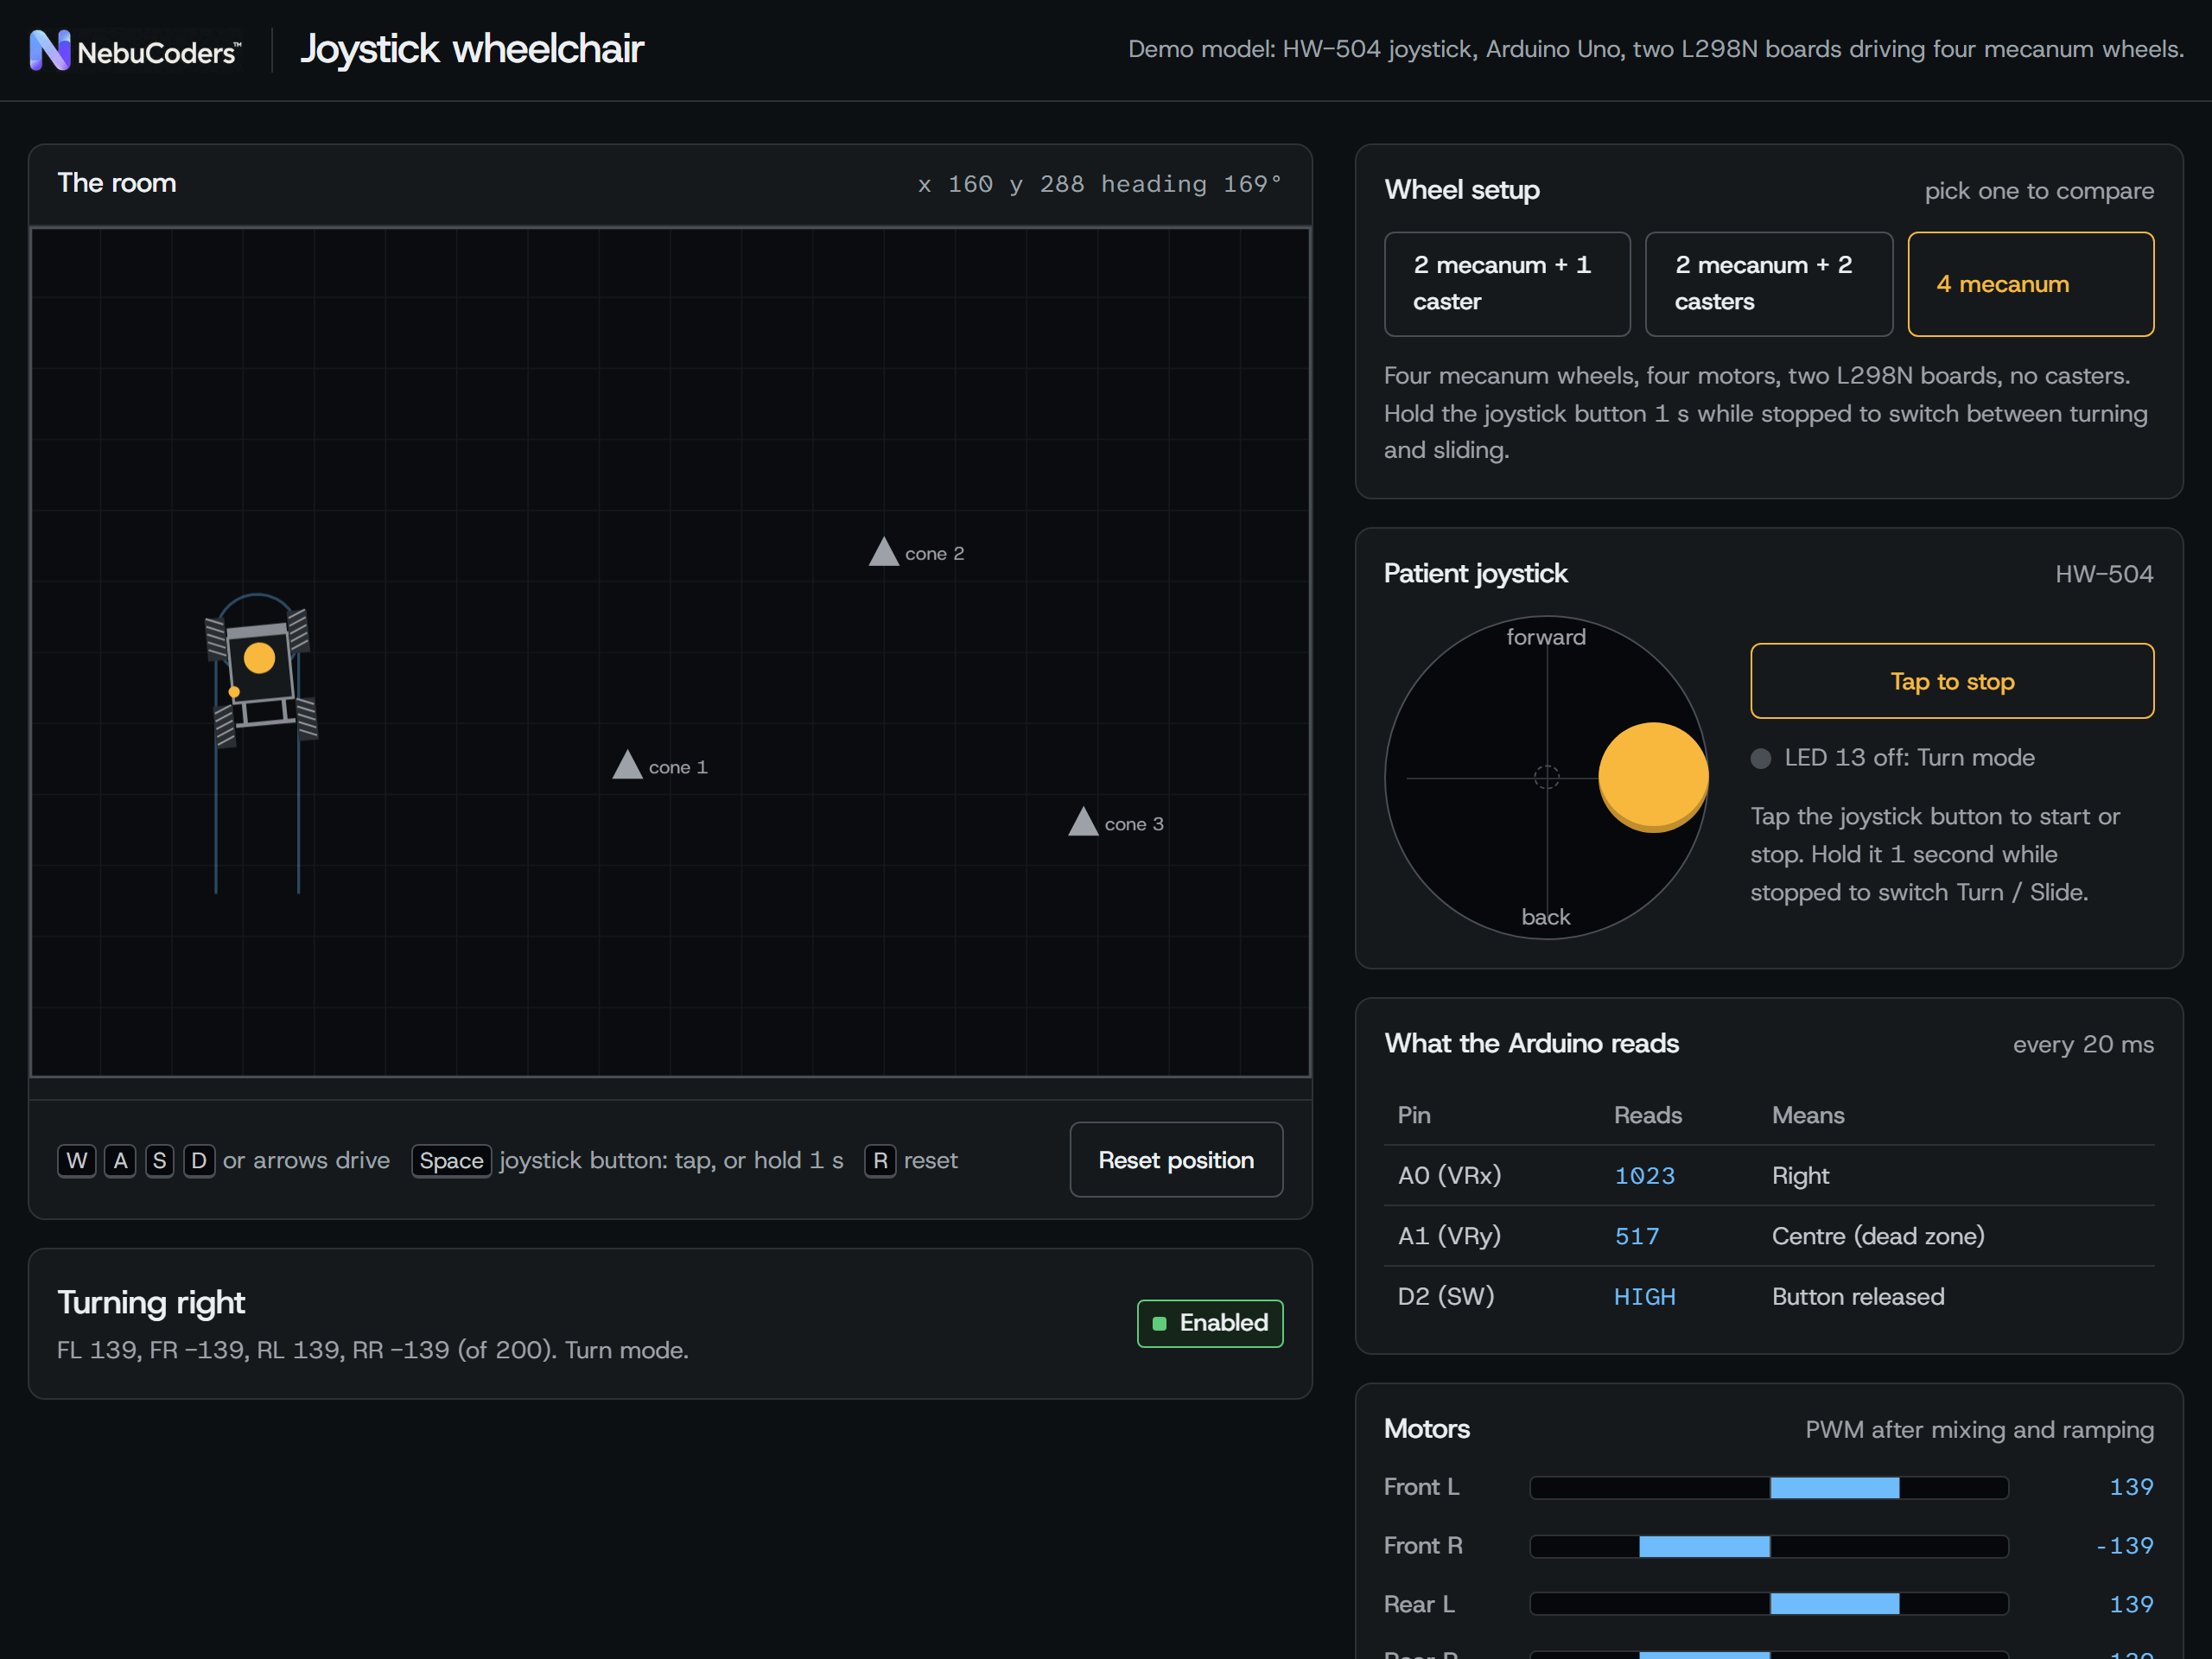 NebuCoders™
Joystick wheelchair
Demo model: HW-504 joystick, Arduino Uno, two L298N boards driving four mecanum wheels.
The room
x 160 y 288 heading 169°
cone 2
cone 1
cone 3
W A S D or arrows drive Space joystick button: tap, or hold 1 s R reset
Reset position
Turning right
FL 139, FR -139, RL 139, RR -139 (of 200). Turn mode.
Enabled
Wheel setup
pick one to compare
2 mecanum + 1
caster
2 mecanum + 2
casters
4 mecanum
Four mecanum wheels, four motors, two L298N boards, no casters.
Hold the joystick button 1 s while stopped to switch between turning
and sliding.
Patient joystick
HW-504
forward
back
Tap to stop
LED 13 off: Turn mode
Tap the joystick button to start or
stop. Hold it 1 second while
stopped to switch Turn / Slide.
What the Arduino reads
every 20 ms
Pin Reads Means
A0 (VRx) 1023 Right
A1 (VRy) 517 Centre (dead zone)
D2 (SW) HIGH Button released
Motors
PWM after mixing and ramping
Front L 139
Front R -139
Rear L 139